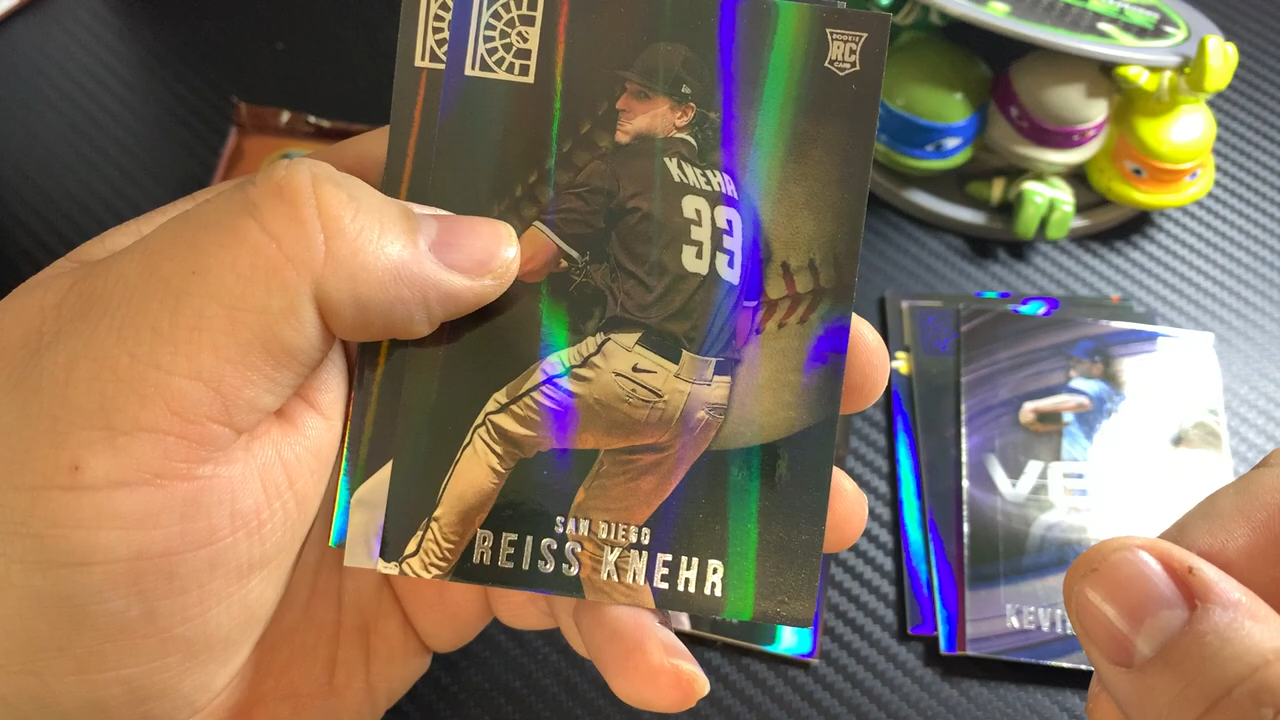 ROOKIE
RC
CARD
KNEHR
33
SAN DIEGO
REISS KNEHR
KEVI